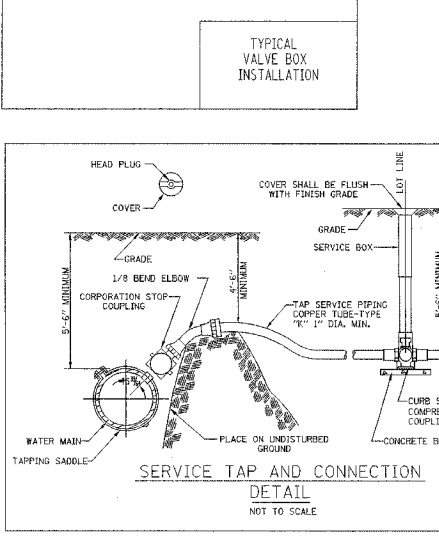 TYPICAL
VALVE BOX
INSTALLATION
HEAD PLUG
COVER
COVER SHALL BE FLUSH
WITH FINISH GRADE
LOT LINE
GRADE
SERVICE BOX
GRADE
1/8 BEND ELBOW
CORPORATION STOP
COUPLING
5'-6" MINIMUM
4'-6"
MINIMUM
TAP SERVICE PIPING
COPPER TUBE-TYPE
"K" 1" DIA. MIN.
MINIMUM
45°
WATER MAIN
TAPPING SADDLE
PLACE ON UNDISTURBED
GROUND
CURB S
COMPRE
COUPLI
CONCRETE B
SERVICE TAP AND CONNECTION
DETAIL
NOT TO SCALE